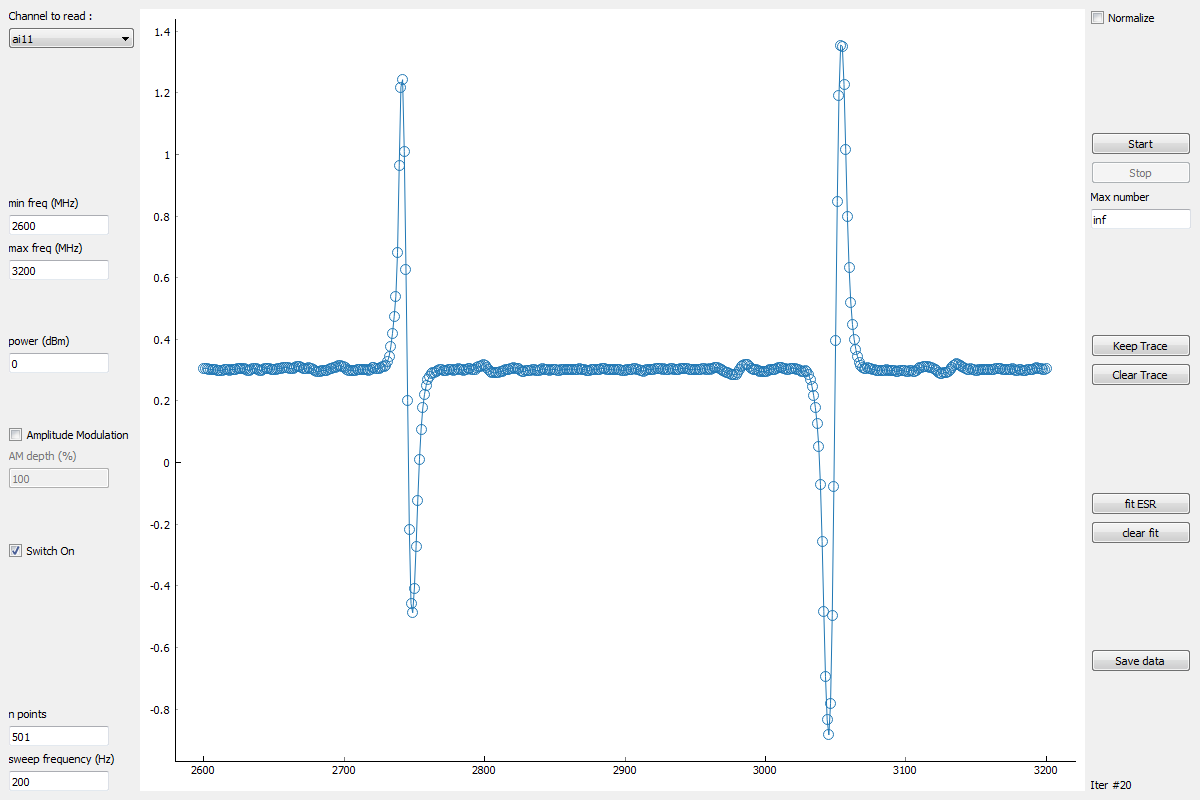 Channel to read :
ai11
min freq (MHz)
2600
max freq (MHz)
3200
power (dBm)
0
Amplitude Modulation
AM depth (%)
100
Switch On
n points
501
sweep frequency (Hz)
200
1.4
1.2
1
0.8
0.6
0.4
0.2
0
-0.2
-0.4
-0.6
-0.8
2600 2700 2800 2900 3000 3100 3200
Normalize
Start
Stop
Max number
inf
Keep Trace
Clear Trace
fit ESR
clear fit
Save data
Iter #20